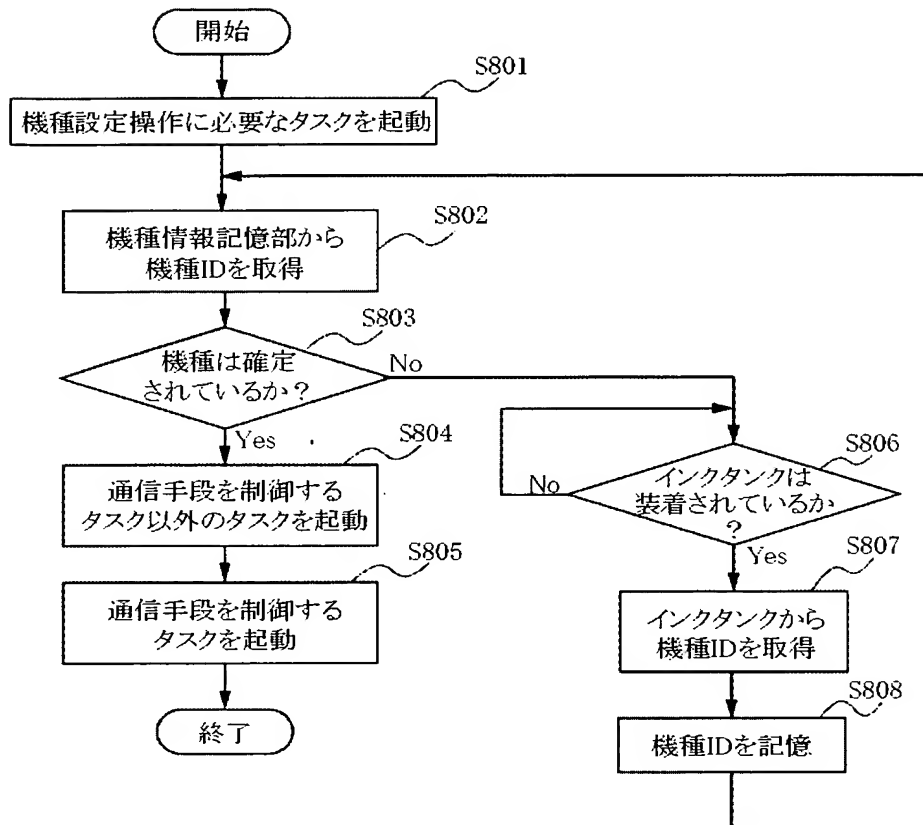 開始
S801
機種設定操作に必要なタスクを起動
S802
機種情報記憶部から
機種IDを取得
S803
機種は確定
されているか?
No
Yes
S804
通信手段を制御する
タスク以外のタスクを起動
S805
通信手段を制御する
タスクを起動
終了
S806
インクタンクは
装着されているか
?
No
Yes
S807
インクタンクから
機種IDを取得
S808
機種IDを記憶